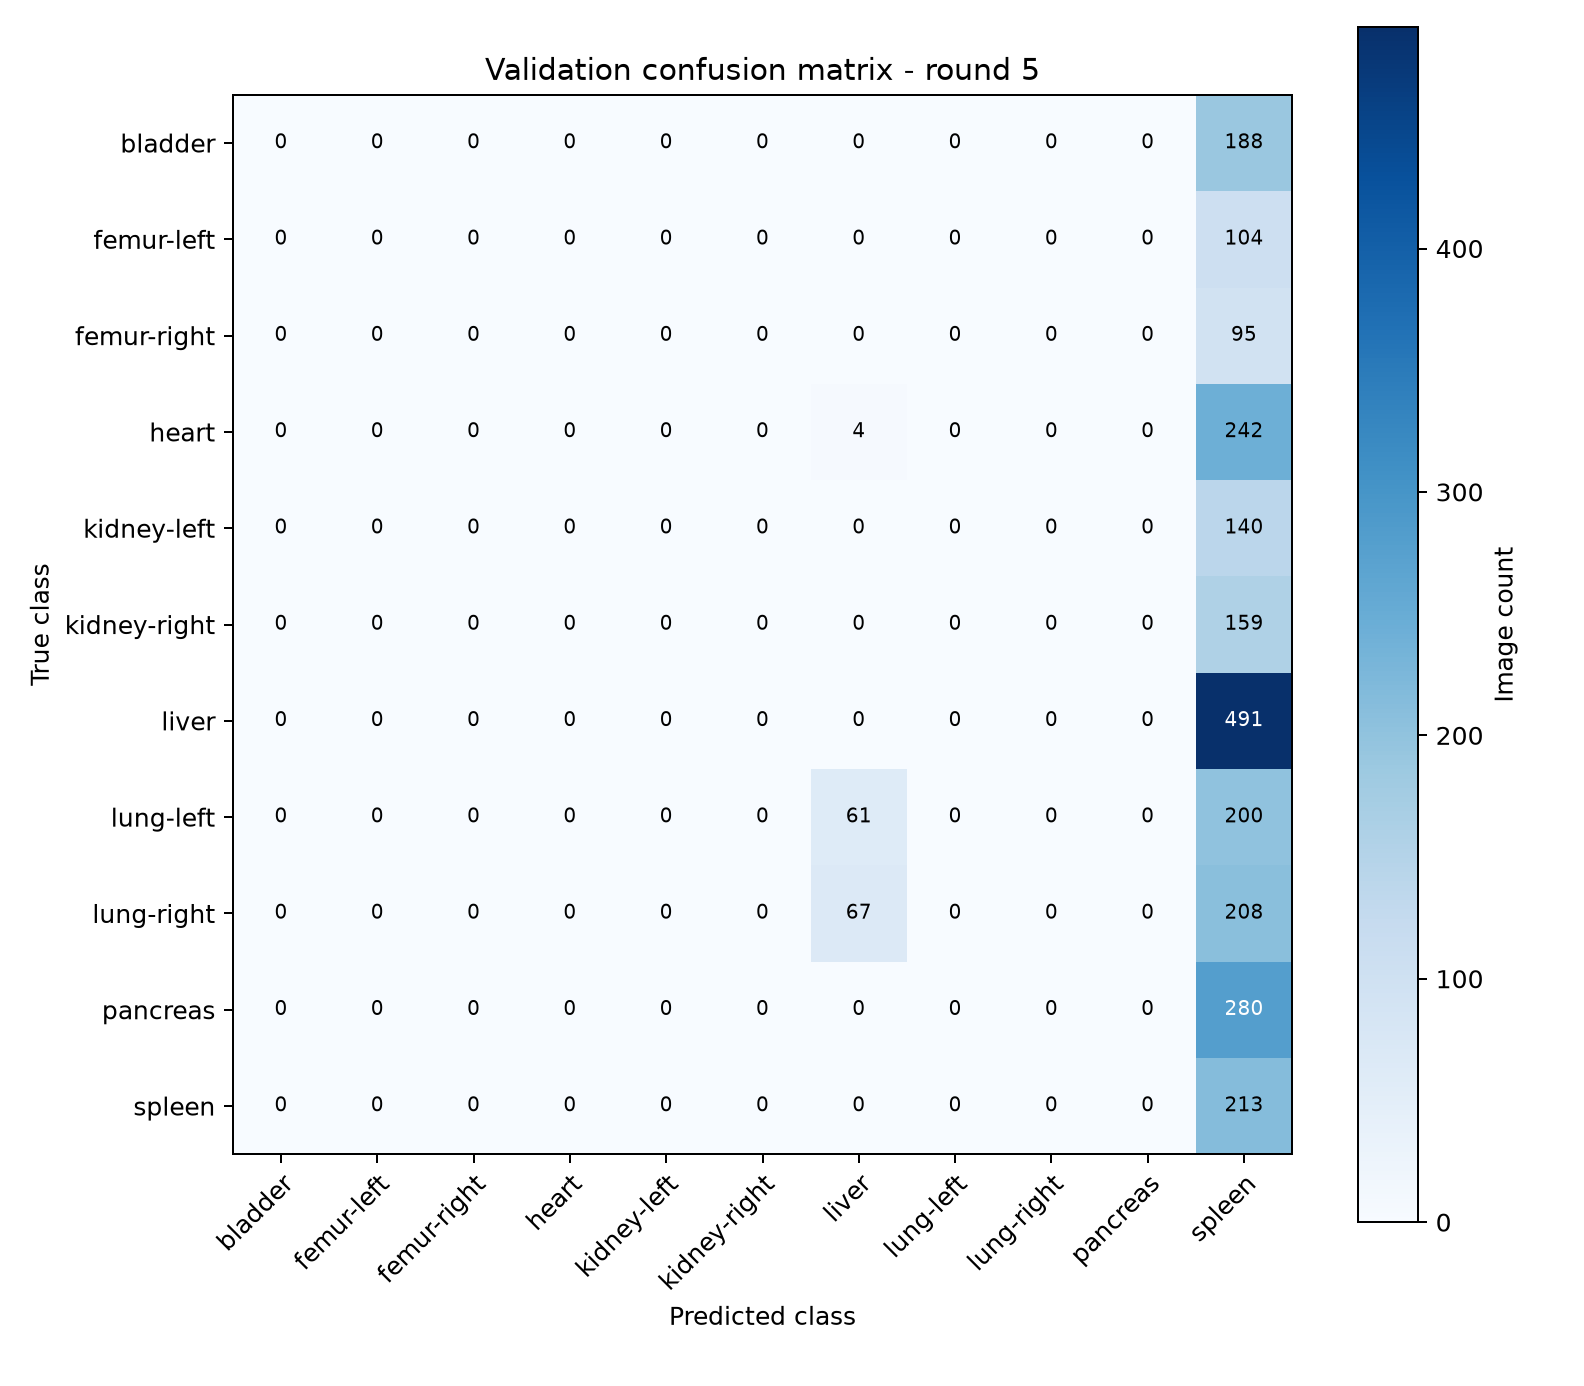 Validation confusion matrix - round 5
bladder 0 0 0 0 0 0 0 0 0 0 188
femur-left 0 0 0 0 0 0 0 0 0 0 104
femur-right 0 0 0 0 0 0 0 0 0 0 95
heart 0 0 0 0 0 0 4 0 0 0 242
kidney-left 0 0 0 0 0 0 0 0 0 0 140
kidney-right 0 0 0 0 0 0 0 0 0 0 159
liver 0 0 0 0 0 0 0 0 0 0 491
lung-left 0 0 0 0 0 0 61 0 0 0 200
lung-right 0 0 0 0 0 0 67 0 0 0 208
pancreas 0 0 0 0 0 0 0 0 0 0 280
spleen 0 0 0 0 0 0 0 0 0 0 213
bladder femur-left femur-right heart kidney-left kidney-right liver lung-left lung-right pancreas spleen
Predicted class
True class
400
300
200
100
0
Image count